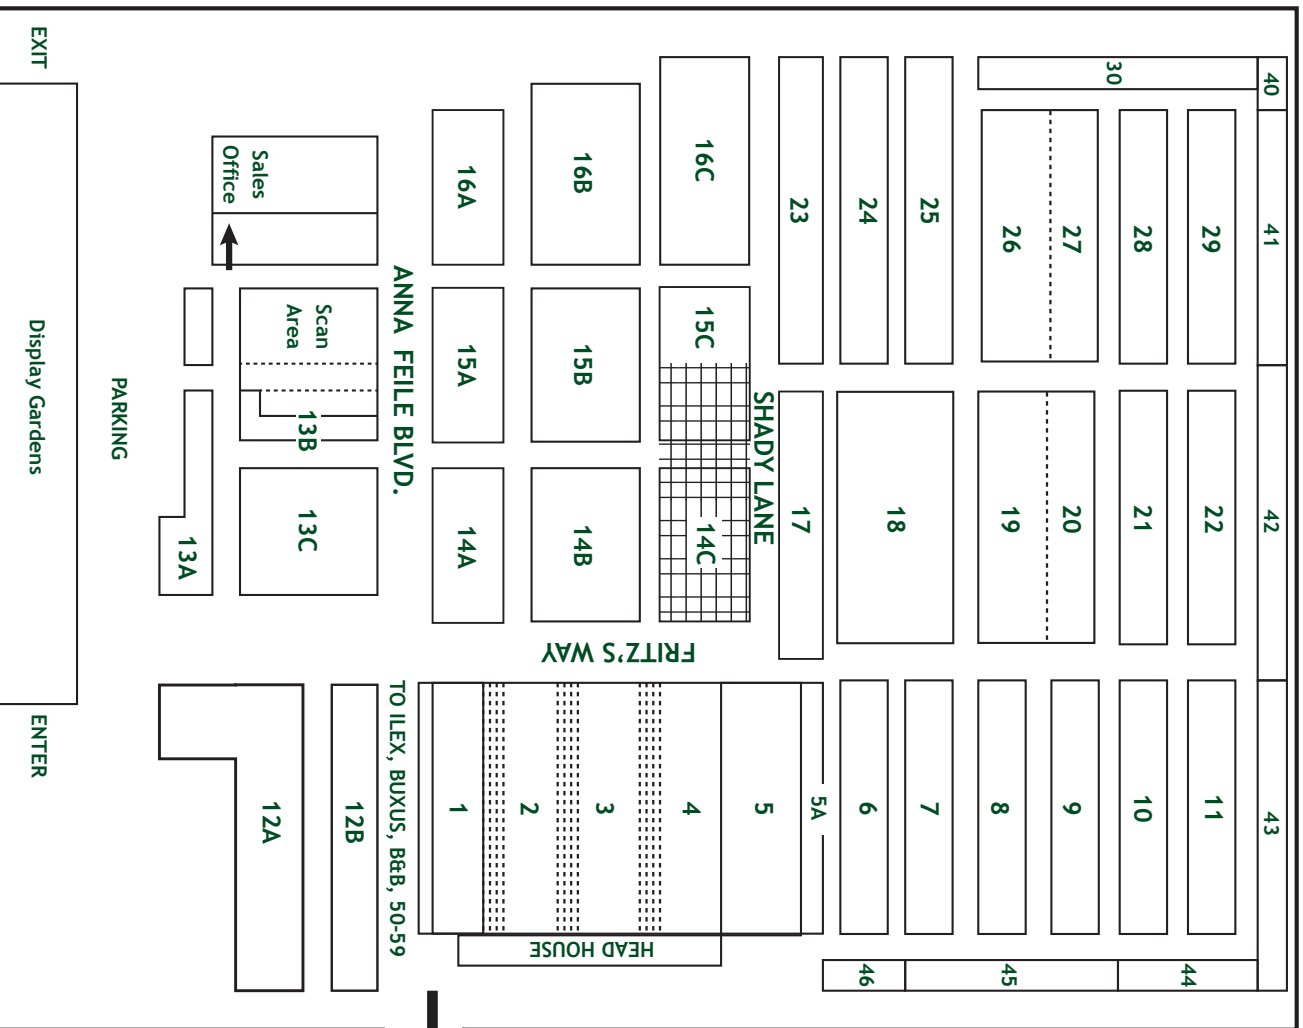 EXIT
Display Gardens
ENTER
PARKING
Sales
Office
Scan
Area
13B
13C
13A
12A
12B
ANNA FEILE BLVD.
TO ILEX, BUXUS, B&B, 50-59
16A
15A
14A
16B
15B
14B
16C
15C
14C
SHADY LANE
FRITZ'S WAY
HEAD HOUSE
1
2
3
4
5
5A
23
24
25
26
27
28
29
30
17
18
19
20
21
22
6
7
8
9
10
11
40
41
42
43
44
45
46